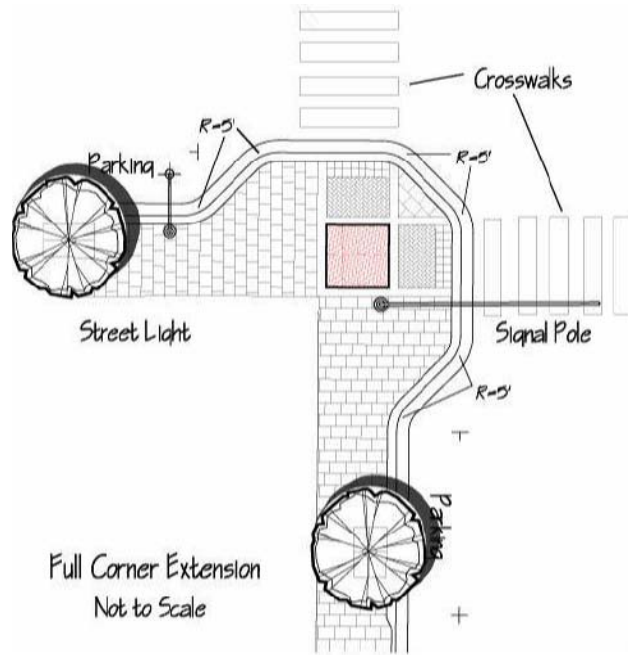 Crosswalks
R=5'
R=5'
Parking
Street Light
Signal Pole
R=5'
Parking
Full Corner Extension
Not to Scale